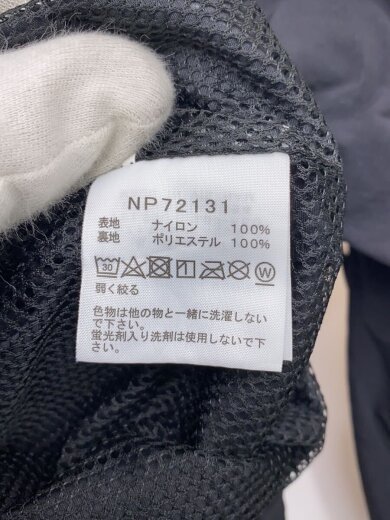 NP72131
表地 ナイロン 100%
裏地 ポリエステル 100%
30 W
弱く絞る
色物は他の物と一緒に洗濯しない
で下さい。
蛍光剤入り洗剤は使用しないで下
さい。